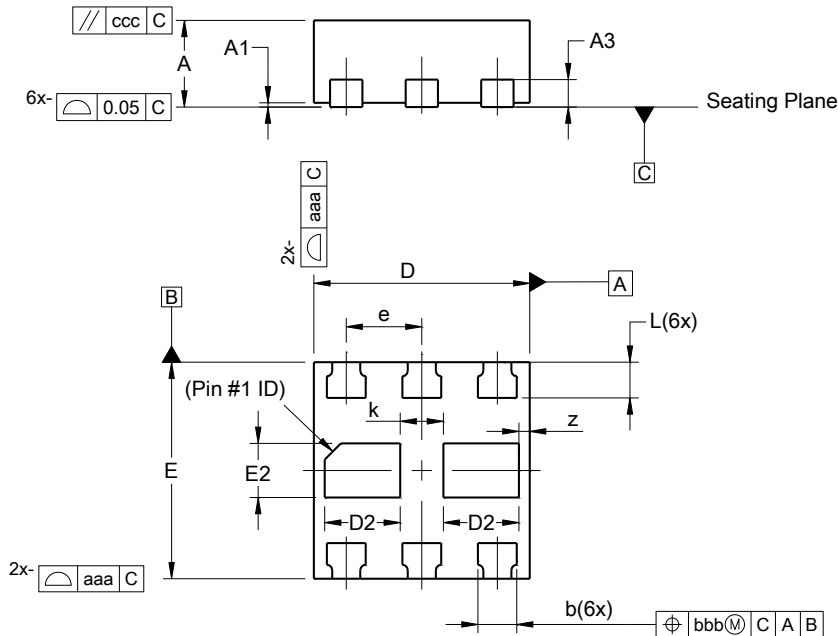 // ccc C
A1
A
A3
6x- ⌓ 0.05 C
Seating Plane
C
2x- ⌓ aaa C
D
A
B
e
L(6x)
(Pin #1 ID)
k
z
E
E2
D2
D2
2x- ⌓ aaa C
b(6x)
⌖ bbbⓂ C A B